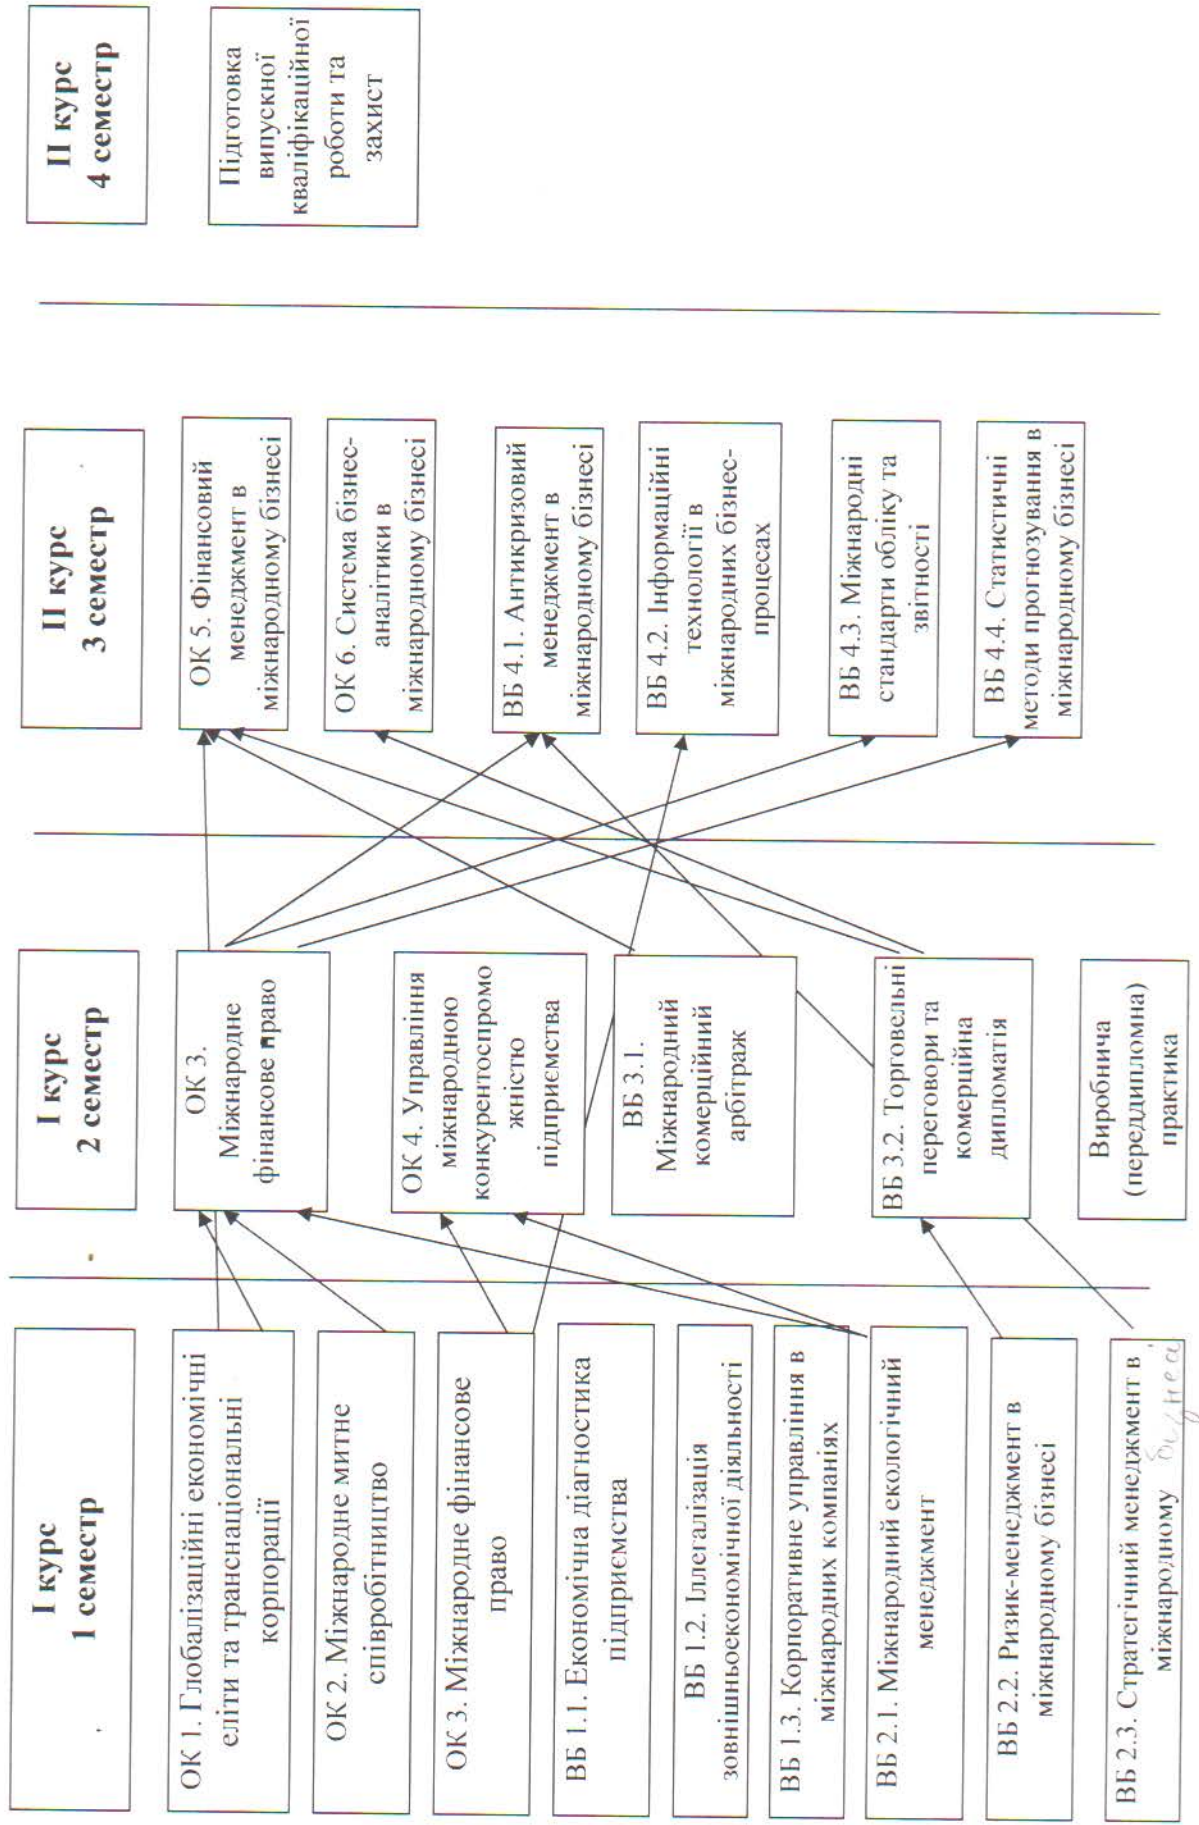 І курс
1 семестр
ОК 1. Глобалізаційні економічні
еліти та транснаціональні
корпорації
ОК 2. Міжнародне митне
співробітництво
ОК 3. Міжнародне фінансове
право
ВБ 1.1. Економічна діагностика
підприємства
ВБ 1.2. Іллегалізація
зовнішньоекономічної діяльності
ВБ 1.3. Корпоративне управління в
міжнародних компаніях
ВБ 2.1. Міжнародний екологічний
менеджмент
ВБ 2.2. Ризик-менеджмент в
міжнародному бізнесі
ВБ 2.3. Стратегічний менеджмент в
міжнародному бізнесі
І курс
2 семестр
ОК 3.
Міжнародне
фінансове право
ОК 4. Управління
міжнародною
конкурентоспромо
жністю
підприємства
ВБ 3.1.
Міжнародний
комерційний
арбітраж
ВБ 3.2. Торговельні
переговори та
комерційна
дипломатія
Виробнича
(переддипломна)
практика
ІІ курс
3 семестр
ОК 5. Фінансовий
менеджмент в
міжнародному бізнесі
ОК 6. Система бізнес-
аналітики в
міжнародному бізнесі
ВБ 4.1. Антикризовий
менеджмент в
міжнародному бізнесі
ВБ 4.2. Інформаційні
технології в
міжнародних бізнес-
процесах
ВБ 4.3. Міжнародні
стандарти обліку та
звітності
ВБ 4.4. Статистичні
методи прогнозування в
міжнародному бізнесі
ІІ курс
4 семестр
Підготовка
випускної
кваліфікаційної
роботи та
захист